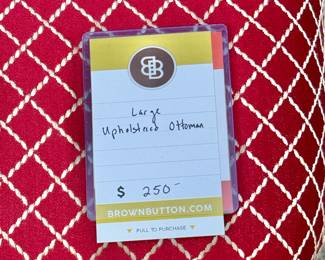 Large
Upholstered Ottoman
$ 250-
BROWNBUTTON.COM
PULL TO PURCHASE